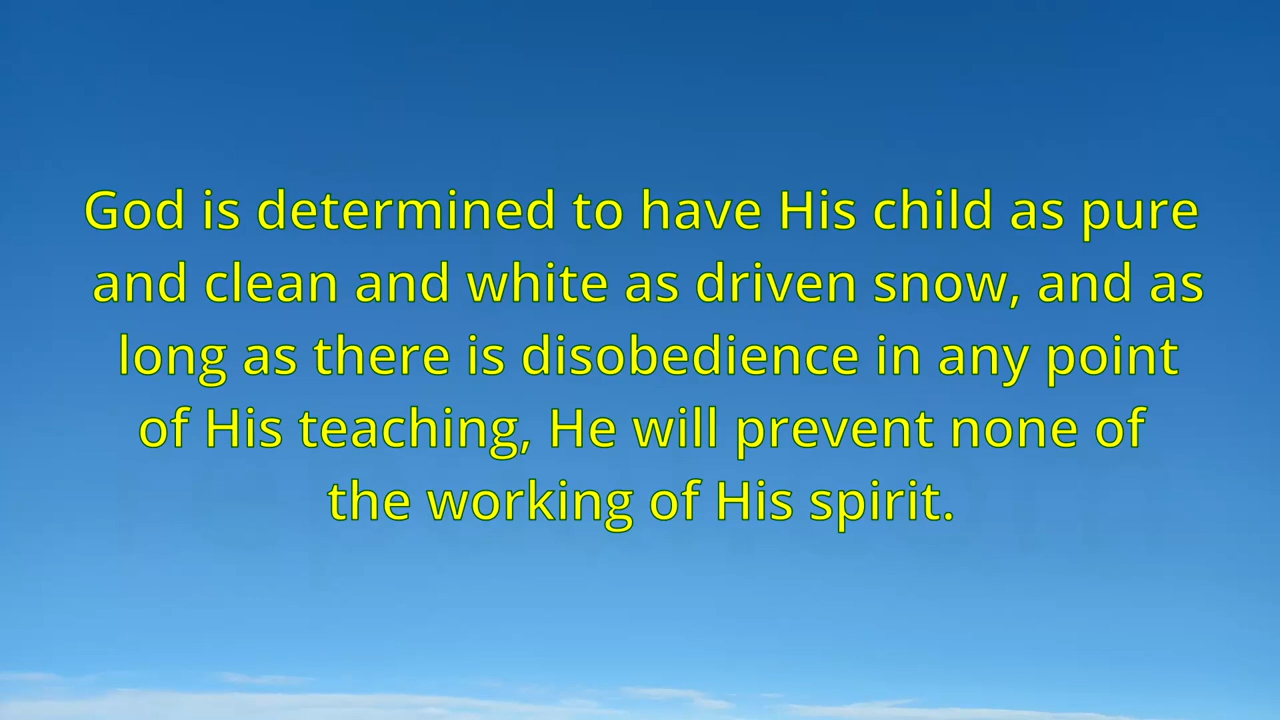 God is determined to have His child as pure
and clean and white as driven snow, and as
long as there is disobedience in any point
of His teaching, He will prevent none of
the working of His spirit.